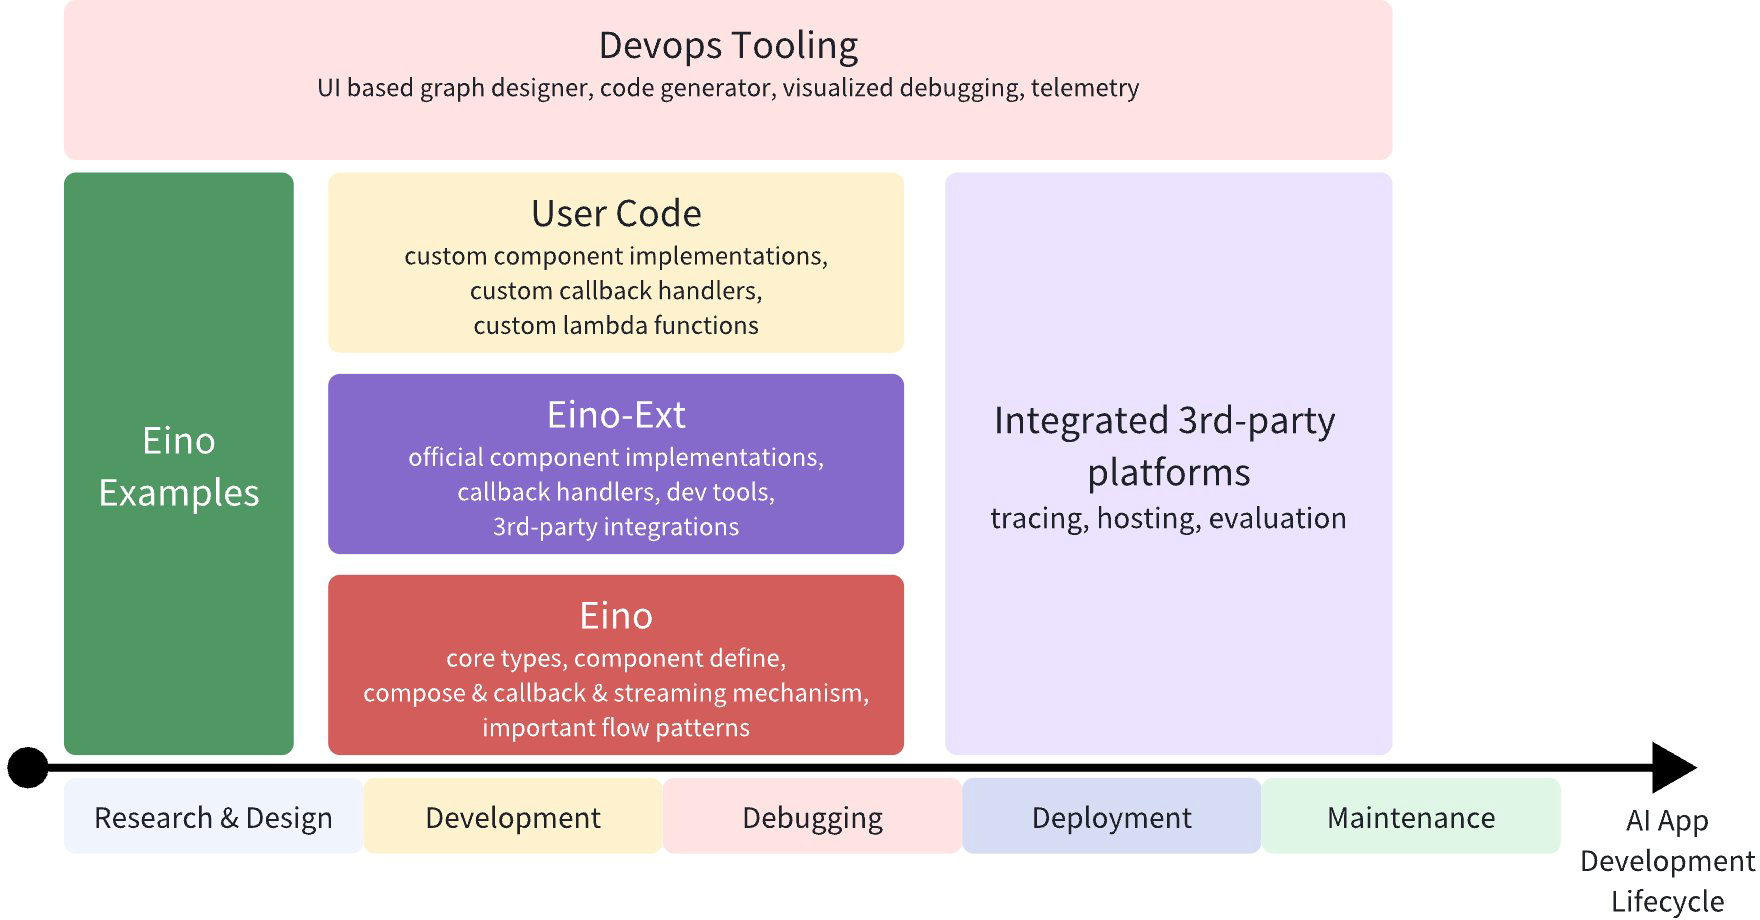 Devops Tooling
UI based graph designer, code generator, visualized debugging, telemetry
Eino
Examples
User Code
custom component implementations,
custom callback handlers,
custom lambda functions
Eino-Ext
official component implementations,
callback handlers, dev tools,
3rd-party integrations
Eino
core types, component define,
compose & callback & streaming mechanism,
important flow patterns
Integrated 3rd-party
platforms
tracing, hosting, evaluation
Research & Design
Development
Debugging
Deployment
Maintenance
AI App
Development
Lifecycle